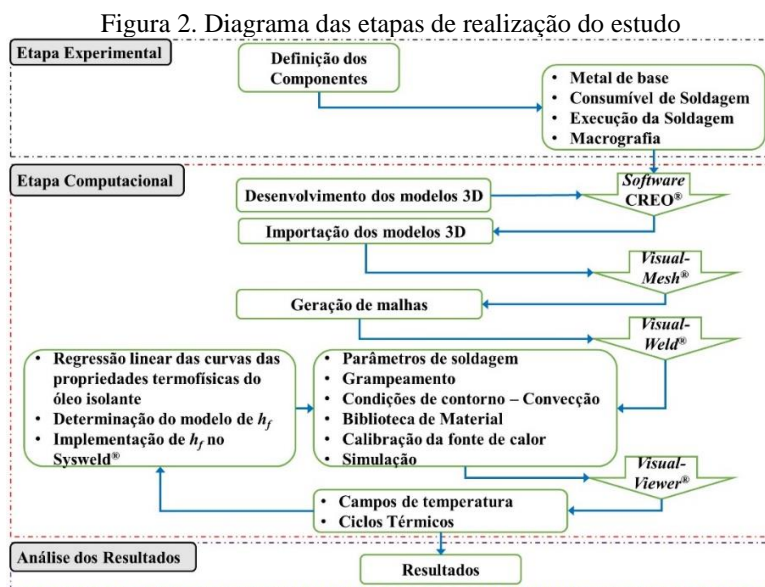 Figura 2. Diagrama das etapas de realização do estudo
Etapa Experimental
Definição dos
Componentes
• Metal de base
• Consumível de Soldagem
• Execução da Soldagem
• Macrografia
Etapa Computacional
Desenvolvimento dos modelos 3D
Software
CREO®
Importação dos modelos 3D
Visual-
Mesh®
Geração de malhas
Visual-
Weld®
• Regressão linear das curvas das
propriedades termofísicas do
óleo isolante
• Determinação do modelo de hf
• Implementação de hf no
Sysweld®
• Parâmetros de soldagem
• Grampeamento
• Condições de contorno – Convecção
• Biblioteca de Material
• Calibração da fonte de calor
• Simulação
Visual-
Viewer®
• Campos de temperatura
• Ciclos Térmicos
Análise dos Resultados
Resultados